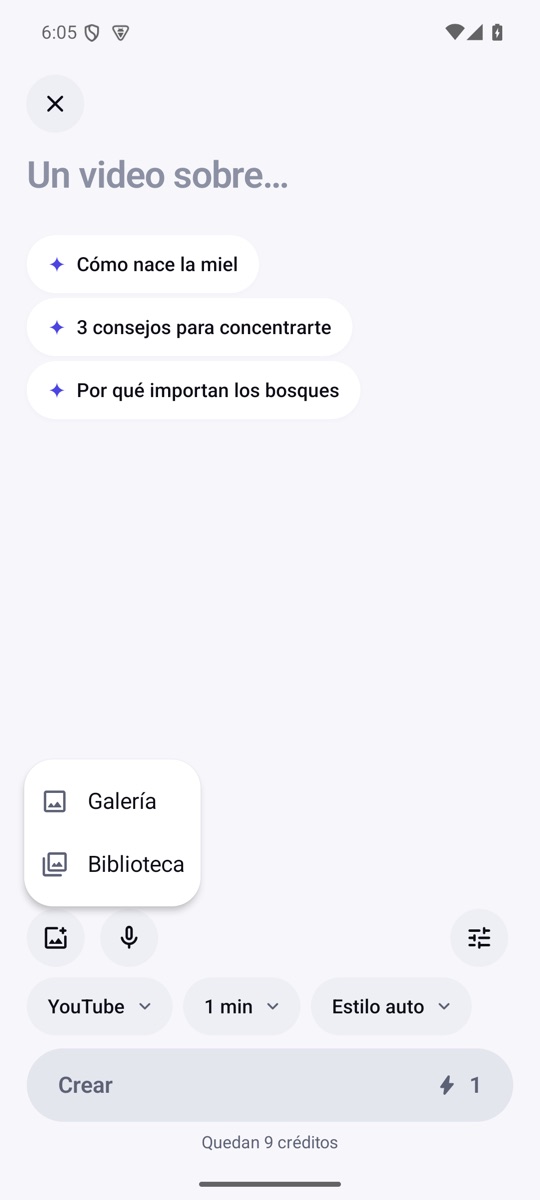 6:05
Un video sobre...
Cómo nace la miel
3 consejos para concentrarte
Por qué importan los bosques
Galería
Biblioteca
YouTube
1 min
Estilo auto
Crear
1
Quedan 9 créditos